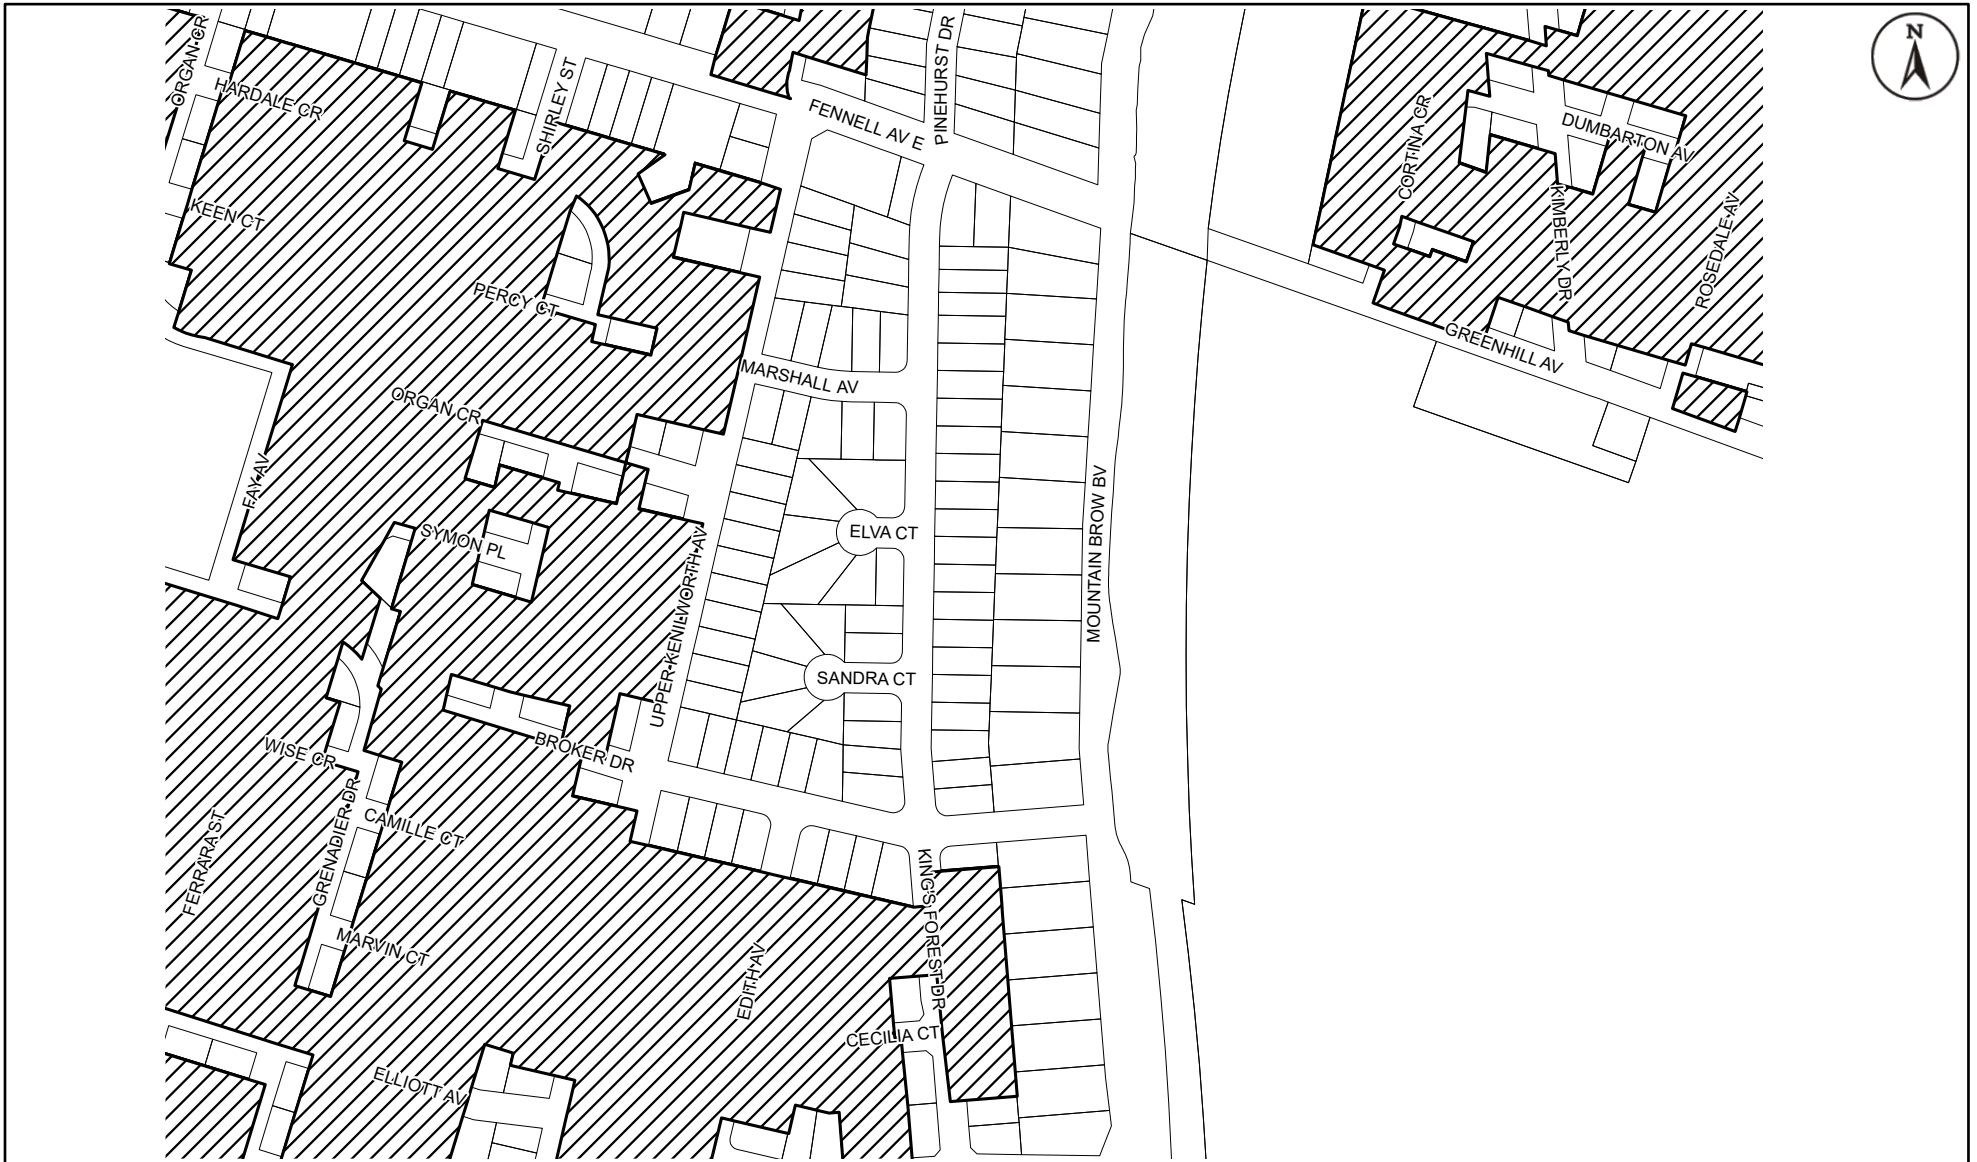 N
ORGAN CR
HARDALE CR
SHIRLEY ST
FENNELL AV E
PINEHURST DR
CORTINA CR
DUMBARTON AV
KEEN CT
KIMBERLY DR
ROSEDALE AV
PERCY CT
GREENHILL AV
MARSHALL AV
ORGAN CR
FAY AV
MOUNTAIN BROW BV
SYMON PL
ELVA CT
UPPER KENILWORTH AV
SANDRA CT
BROKER DR
WISE CR
GRENADIER DR
CAMILLE CT
FERRARA ST
KING'S FOREST DR
MARVIN CT
EDITH AV
CECILIA CT
ELLIOTT AV